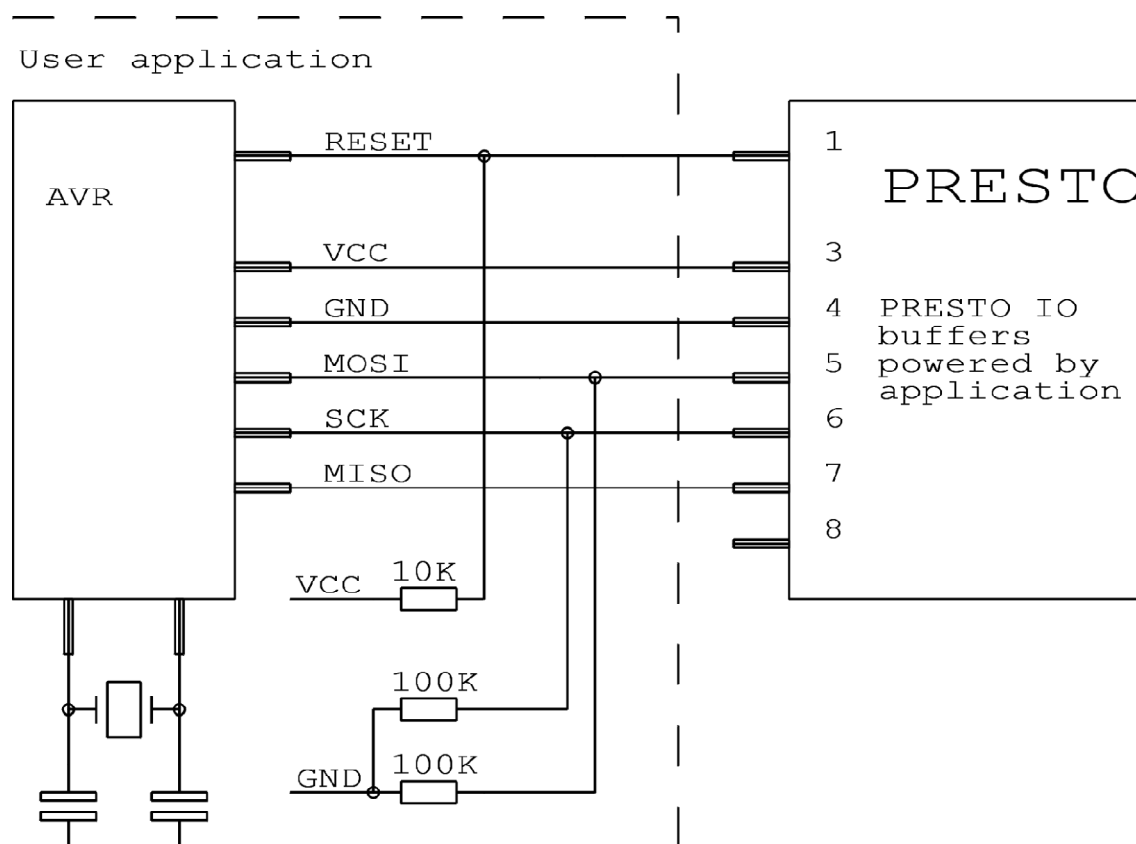 User application
RESET
1
AVR
PRESTO
VCC
3
GND
4
PRESTO IO
buffers
powered by
application
MOSI
5
SCK
6
MISO
7
8
VCC
10K
100K
GND
100K